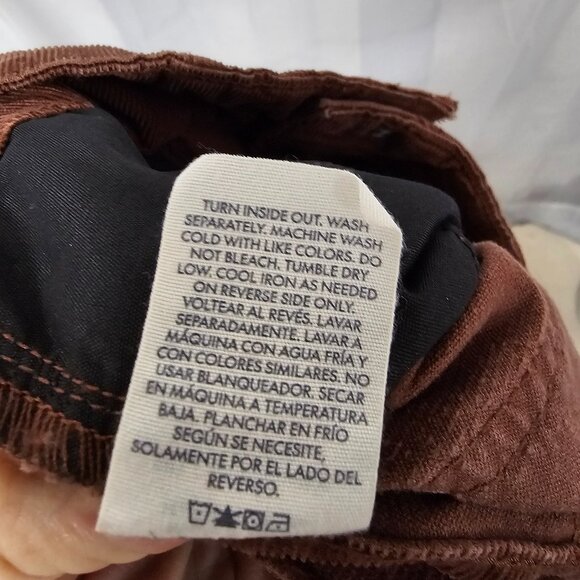 TURN INSIDE OUT. WASH
SEPARATELY. MACHINE WASH
COLD WITH LIKE COLORS. DO
NOT BLEACH. TUMBLE DRY
LOW. COOL IRON AS NEEDED
ON REVERSE SIDE ONLY.
VOLTEAR AL REVÉS. LAVAR
SEPARADAMENTE. LAVAR A
MÁQUINA CON AGUA FRÍA Y
CON COLORES SIMILARES. NO
USAR BLANQUEADOR. SECAR
EN MÁQUINA A TEMPERATURA
BAJA. PLANCHAR EN FRÍO
SEGÚN SE NECESITE,
SOLAMENTE POR EL LADO DEL
REVERSO.